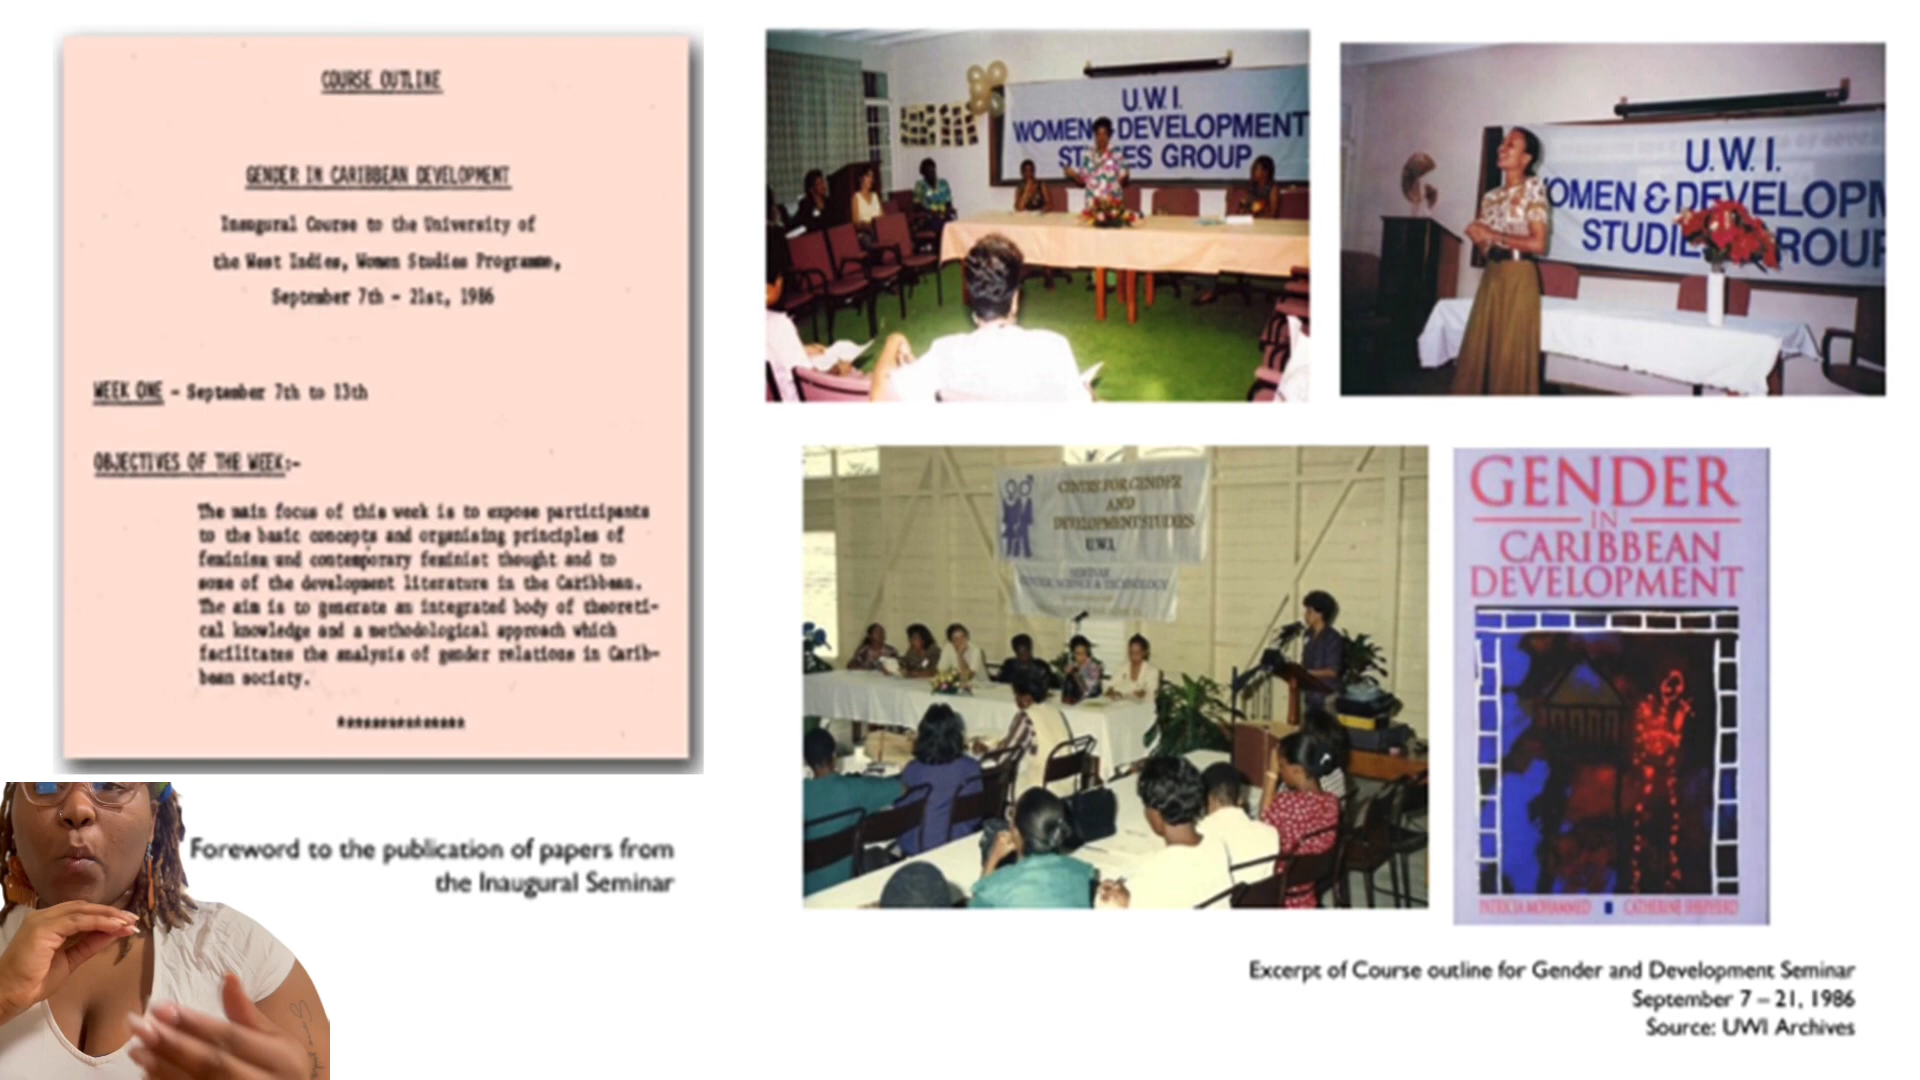 COURSE OUTLINE
GENDER IN CARIBBEAN DEVELOPMENT
Inaugural Course to the University of
the West Indies, Women Studies Programme,
September 7th - 21st, 1986
WEEK ONE - September 7th to 13th
OBJECTIVES OF THE WEEK:-
The main focus of this week is to expose participants
to the basic concepts and organising principles of
feminism and contemporary feminist thought and to
some of the development literature in the Caribbean.
The aim is to generate an integrated body of theoreti-
cal knowledge and a methodological approach which
facilitates the analysis of gender relations in Carib-
bean society.
Foreword to the publication of papers from
the Inaugural Seminar
U.W.I.
WOMEN DEVELOPMENT
GROUP
U.W.I.
OMEN & DEVELOPM
STUDIE ROUP
CENTRE FOR GENDER
AND
DEVELOPMENT STUDIES
U.W.I.
SEMINAR
GENDER, SCIENCE & TECHNOLOGY
GENDER
IN
CARIBBEAN
DEVELOPMENT
PATRICIA MOHAMMED CATHERINE SHEPHERD
Excerpt of Course outline for Gender and Development Seminar
September 7 – 21, 1986
Source: UWI Archives